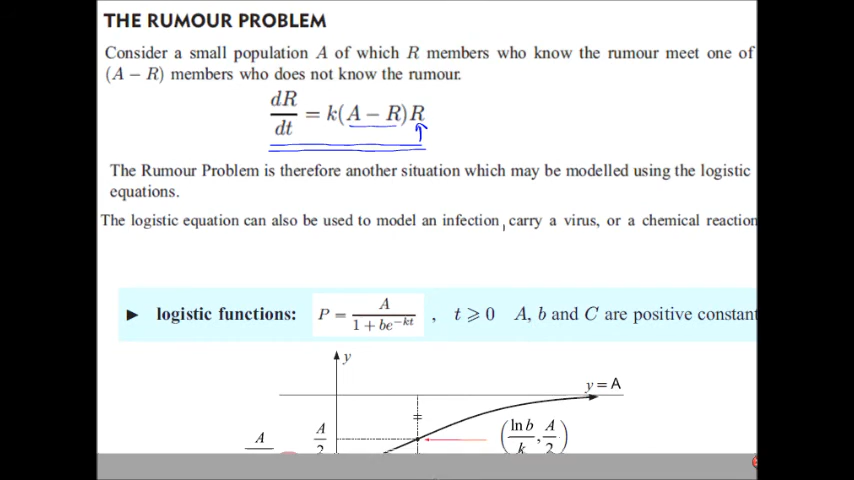 THE RUMOUR PROBLEM
Consider a small population A of which R members who know the rumour meet one of
(A − R) members who does not know the rumour.
dR/dt = k(A − R)R
The Rumour Problem is therefore another situation which may be modelled using the logistic
equations.
The logistic equation can also be used to model an infection, carry a virus, or a chemical reaction
► logistic functions: P = A/(1 + be^−kt) , t ⩾ 0 A, b and C are positive constant
y
y = A
A/2
(ln b/k, A/2)
A